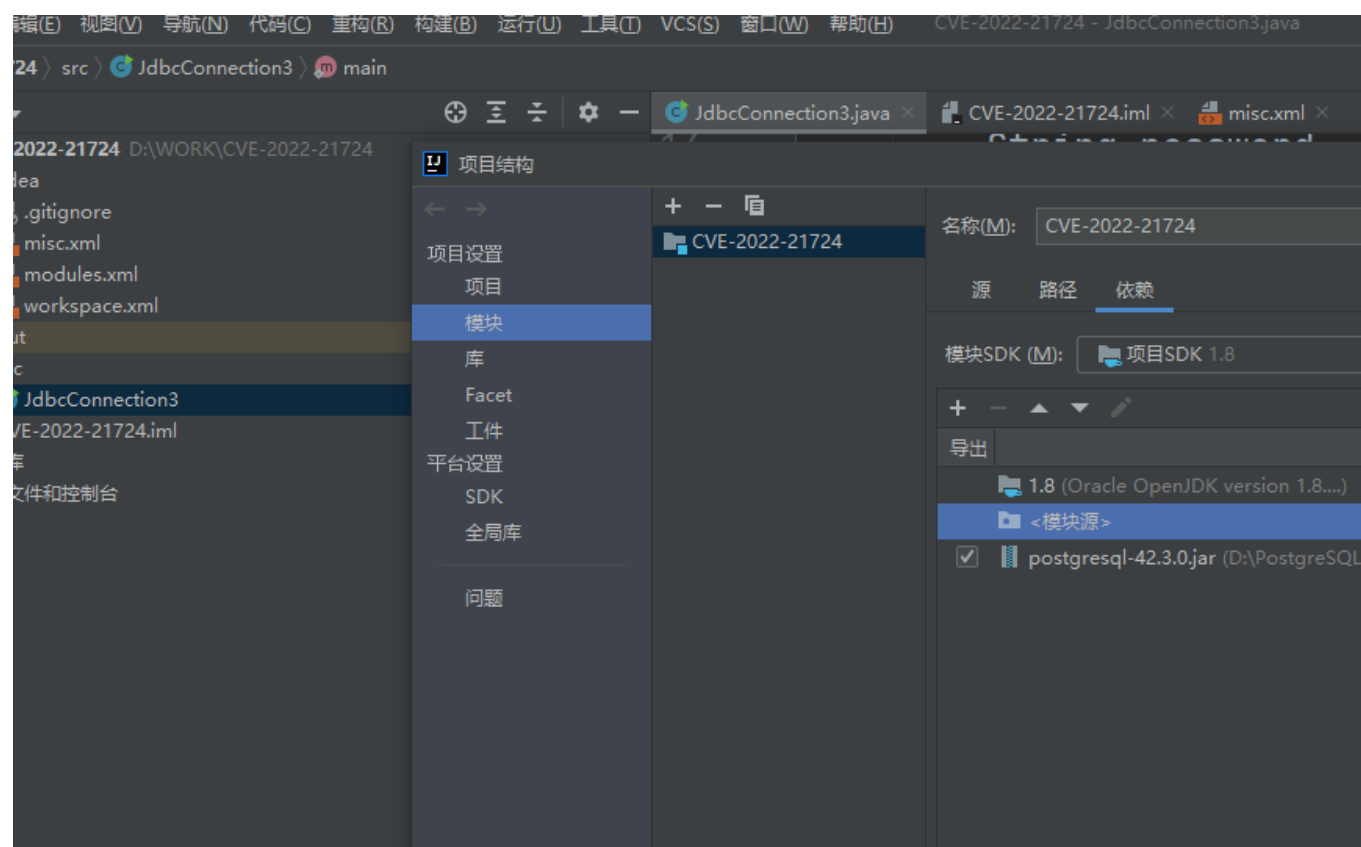 编辑(E) 视图(V) 导航(N) 代码(C) 重构(R) 构建(B) 运行(U) 工具(T) VCS(S) 窗口(W) 帮助(H) CVE-2022-21724 - JdbcConnection3.java
24 〉 src 〉 JdbcConnection3 〉 main
JdbcConnection3.java × CVE-2022-21724.iml × misc.xml ×
2022-21724 D:\WORK\CVE-2022-21724
dea
.gitignore
misc.xml
modules.xml
workspace.xml
ut
c
JdbcConnection3
VE-2022-21724.iml
库
文件和控制台
String password
IJ 项目结构
← →
项目设置
项目
模块
库
Facet
工件
平台设置
SDK
全局库
问题
CVE-2022-21724
名称(M): CVE-2022-21724
源 路径 依赖
模块SDK (M): 项目SDK 1.8
导出
1.8 (Oracle OpenJDK version 1.8....)
<模块源>
postgresql-42.3.0.jar (D:\PostgreSQL